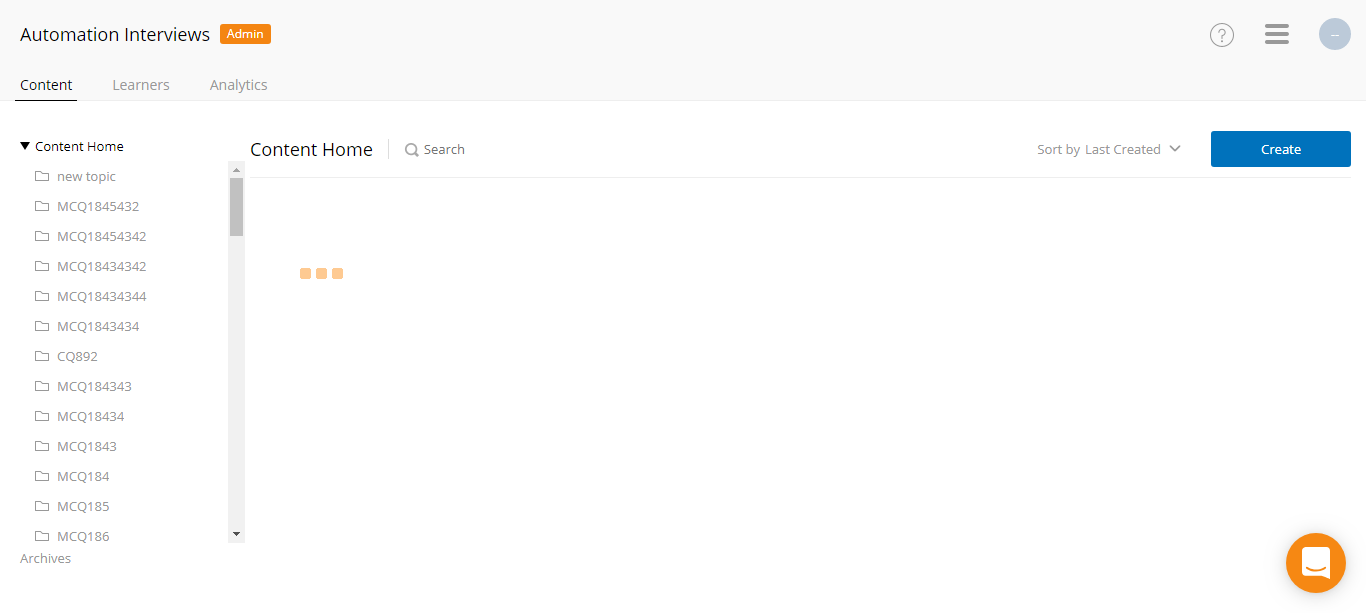 Automation Interviews Admin
?
--
Content Learners Analytics
Content Home
new topic
MCQ1845432
MCQ18454342
MCQ18434342
MCQ18434344
MCQ1843434
CQ892
MCQ184343
MCQ18434
MCQ1843
MCQ184
MCQ185
MCQ186
Archives
Content Home Search Sort by Last Created Create